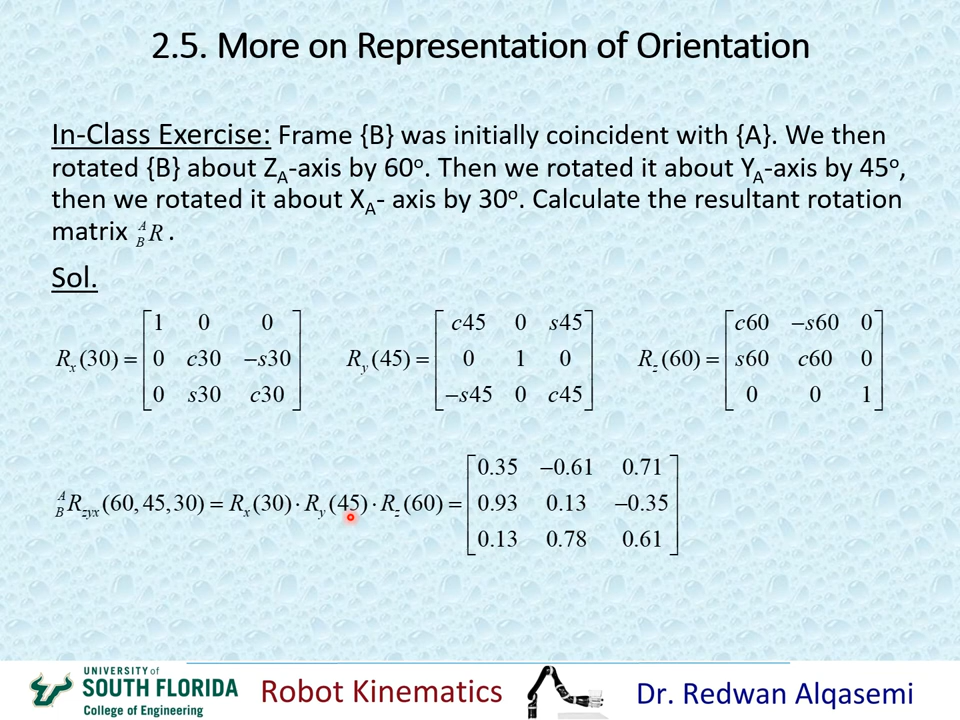 2.5. More on Representation of Orientation
In-Class Exercise: Frame {B} was initially coincident with {A}. We then
rotated {B} about Z_A-axis by 60°. Then we rotated it about Y_A-axis by 45°,
then we rotated it about X_A- axis by 30°. Calculate the resultant rotation
matrix ^A_B R .
Sol.
R_x(30) = [1 0 0; 0 c30 −s30; 0 s30 c30] R_y(45) = [c45 0 s45; 0 1 0; −s45 0 c45] R_z(60) = [c60 −s60 0; s60 c60 0; 0 0 1]
^A_B R_zyx(60,45,30) = R_x(30)·R_y(45)·R_z(60) = [0.35 −0.61 0.71; 0.93 0.13 −0.35; 0.13 0.78 0.61]
UNIVERSITY of
SOUTH FLORIDA
College of Engineering
Robot Kinematics
Dr. Redwan Alqasemi